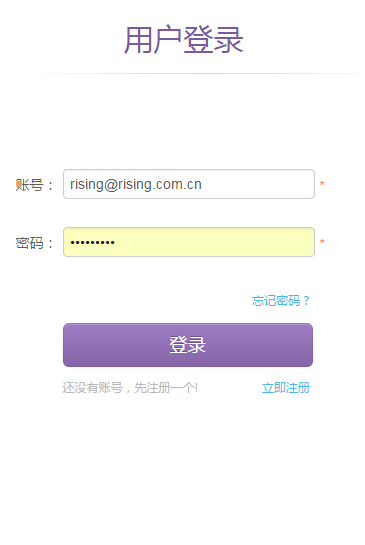 用户登录
账号： rising@rising.com.cn *
密码： ••••••••• *
忘记密码？
登录
还没有账号，先注册一个! 立即注册